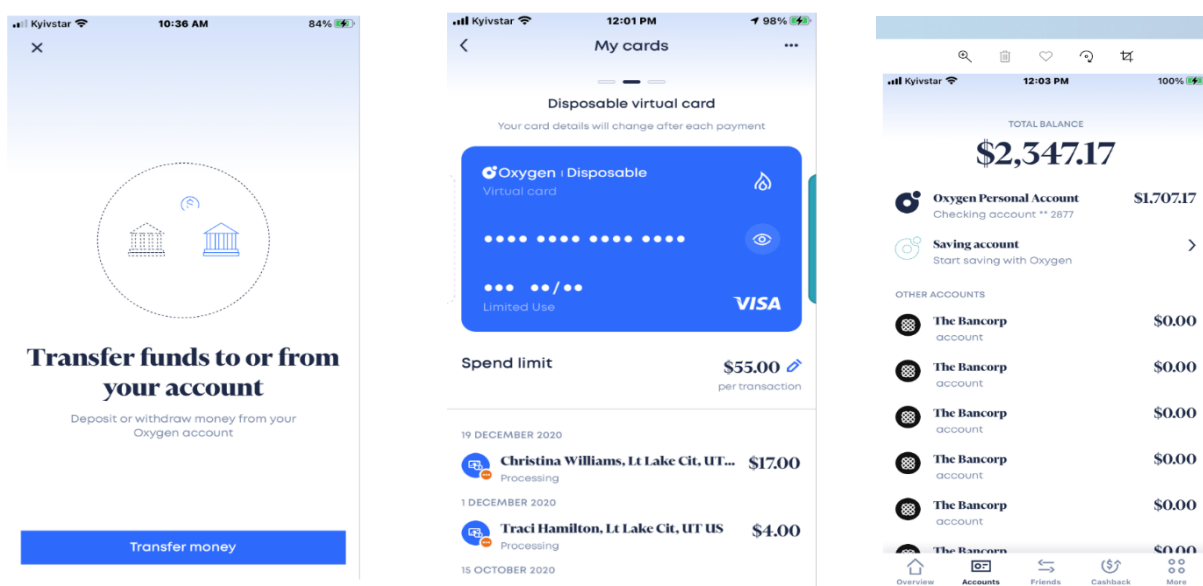 Kyivstar 10:36 AM 84%
Transfer funds to or from
your account
Deposit or withdraw money from your
Oxygen account
Transfer money
Kyivstar 12:01 PM 98%
My cards
Disposable virtual card
Your card details will change after each payment
Oxygen | Disposable
Virtual card
Limited Use
VISA
Spend limit $55.00
per transaction
19 DECEMBER 2020
Christina Williams, Lt Lake Cit, UT... $17.00
Processing
1 DECEMBER 2020
Traci Hamilton, Lt Lake Cit, UT US $4.00
Processing
15 OCTOBER 2020
Kyivstar 12:03 PM 100%
TOTAL BALANCE
$2,347.17
Oxygen Personal Account $1,707.17
Checking account ** 2877
Saving account
Start saving with Oxygen
OTHER ACCOUNTS
The Bancorp $0.00
account
The Bancorp $0.00
account
The Bancorp $0.00
account
The Bancorp $0.00
account
The Bancorp $0.00
account
The Bancorp $0.00
Overview Accounts Friends Cashback More